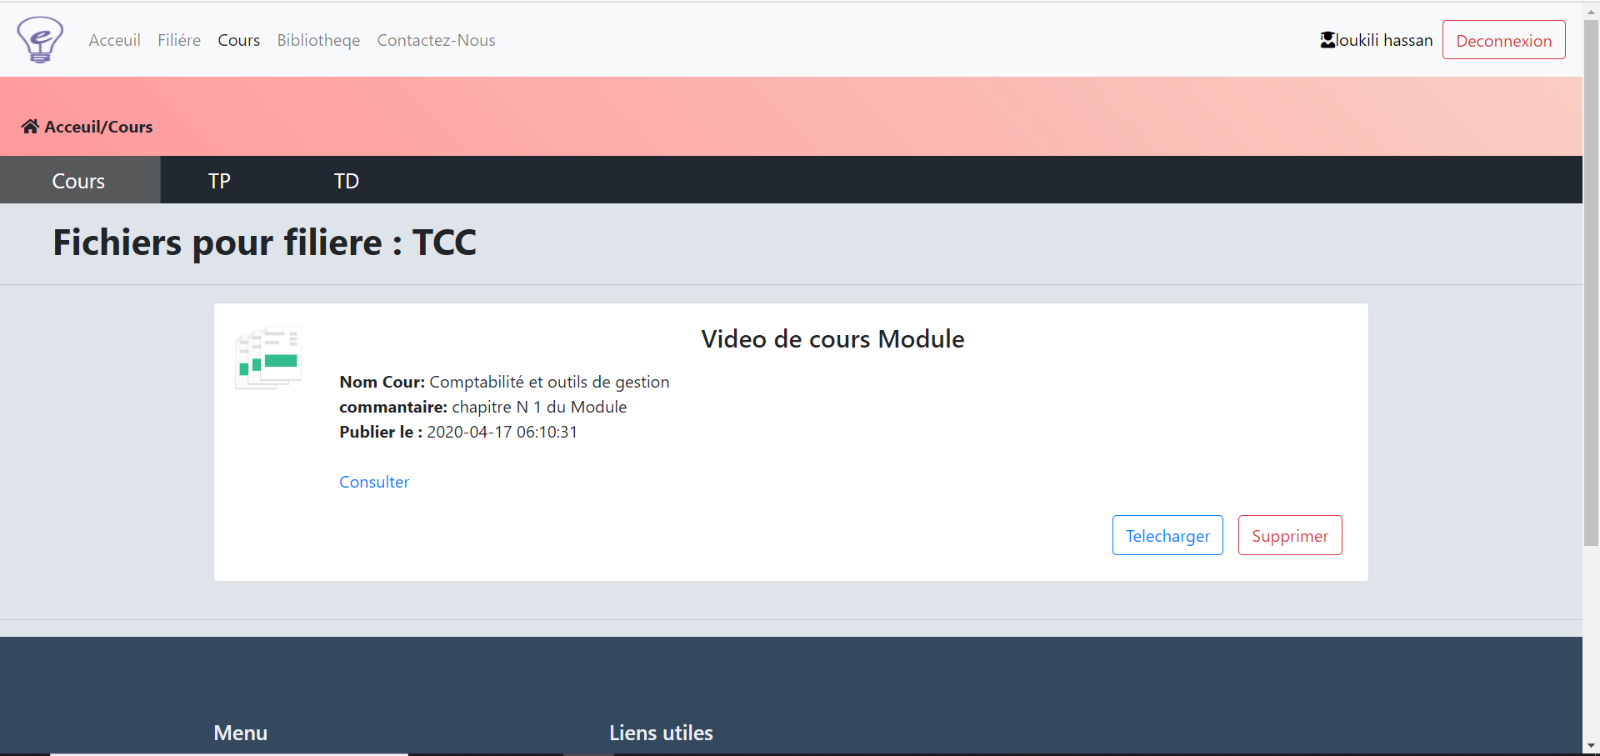 e
Acceuil Filiére Cours Bibliotheqe Contactez-Nous loukili hassan Deconnexion
Acceuil/Cours
Cours TP TD
Fichiers pour filiere : TCC
Video de cours Module
Nom Cour: Comptabilité et outils de gestion
commantaire: chapitre N 1 du Module
Publier le : 2020-04-17 06:10:31
Consulter
Telecharger Supprimer
Menu Liens utiles